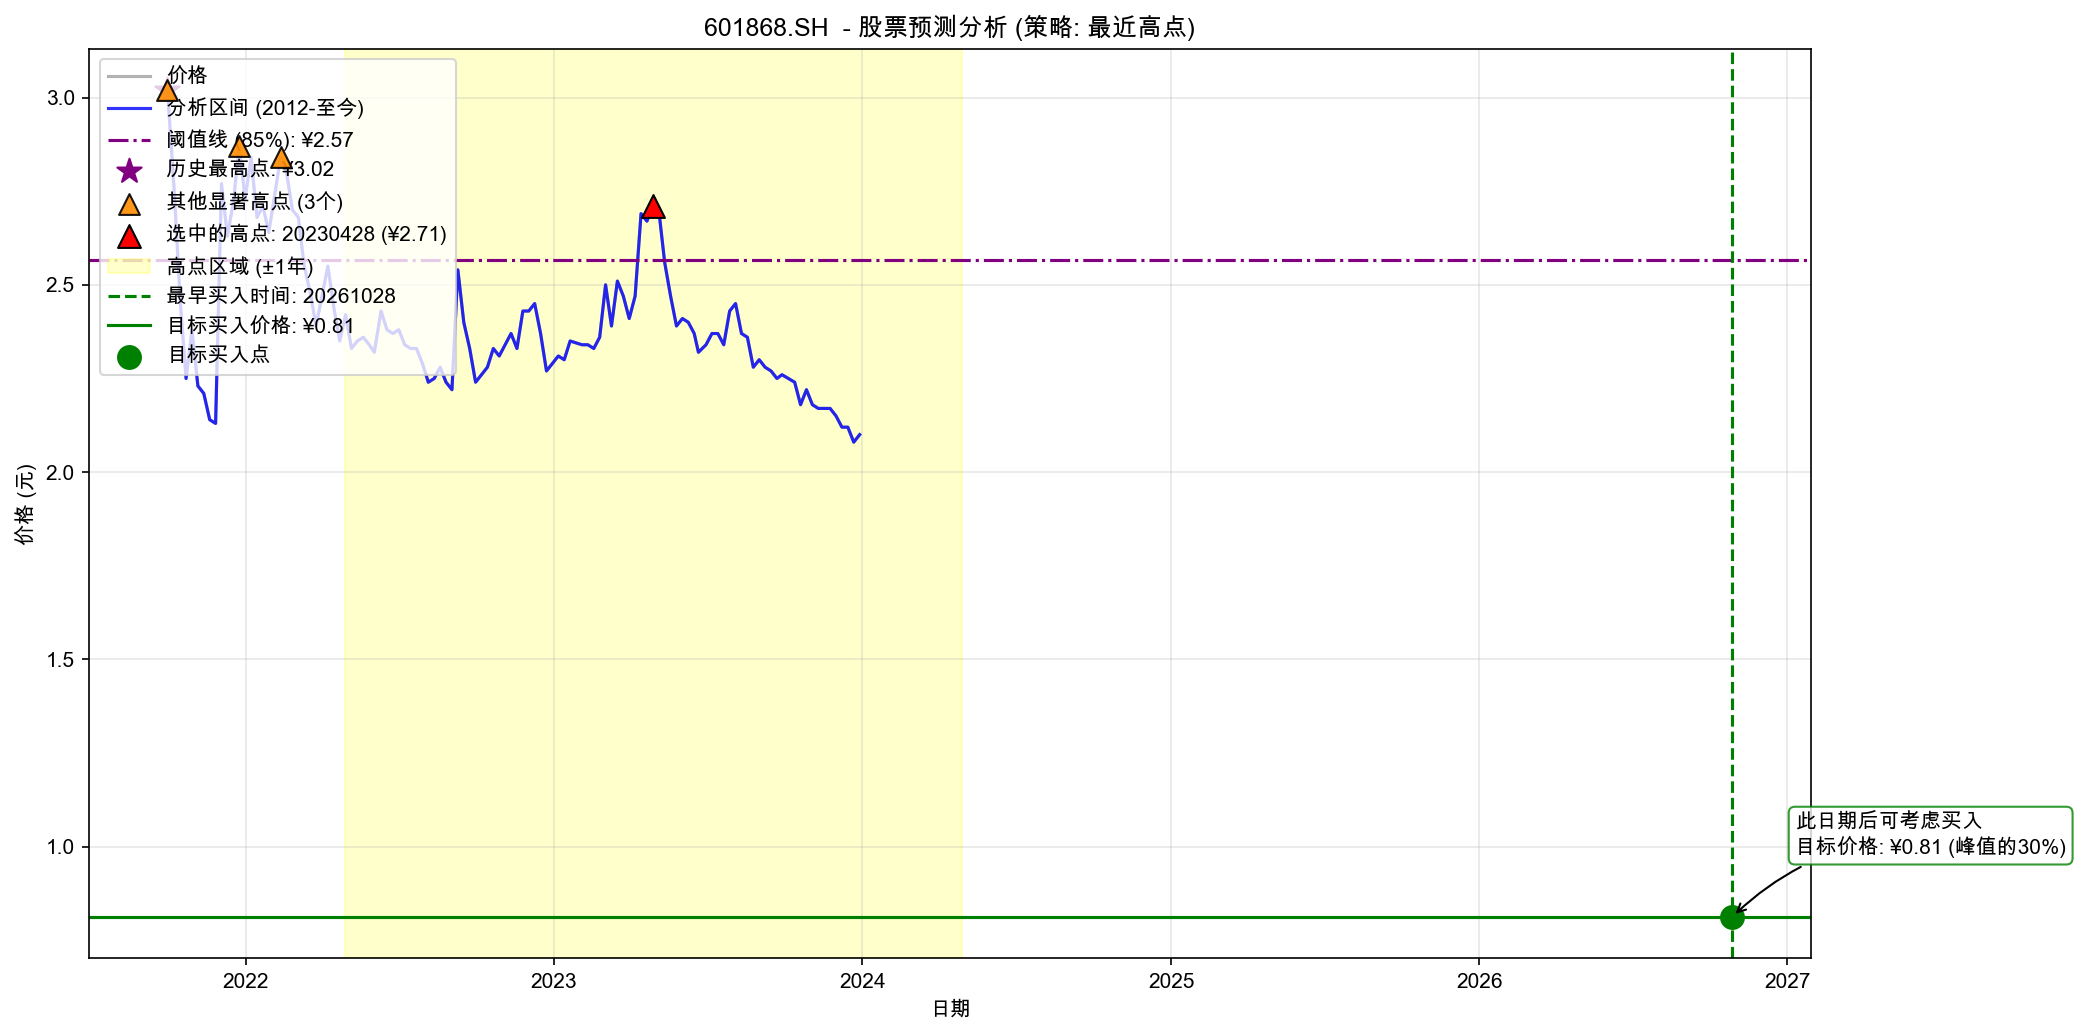 601868.SH - 股票预测分析 (策略: 最近高点)
价格
分析区间 (2012-至今)
阈值线 (85%): ¥2.57
历史最高点: ¥3.02
其他显著高点 (3个)
选中的高点: 20230428 (¥2.71)
高点区域 (±1年)
最早买入时间: 20261028
目标买入价格: ¥0.81
目标买入点
3.0
2.5
2.0
1.5
1.0
价格 (元)
此日期后可考虑买入
目标价格: ¥0.81 (峰值的30%)
2022
2023
2024
2025
2026
2027
日期